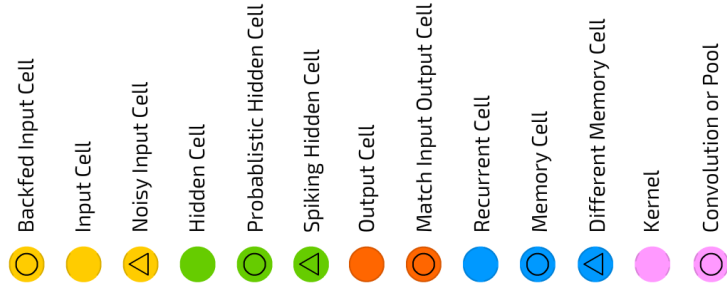 Backfed Input Cell
Input Cell
Noisy Input Cell
Hidden Cell
Probablistic Hidden Cell
Spiking Hidden Cell
Output Cell
Match Input Output Cell
Recurrent Cell
Memory Cell
Different Memory Cell
Kernel
Convolution or Pool